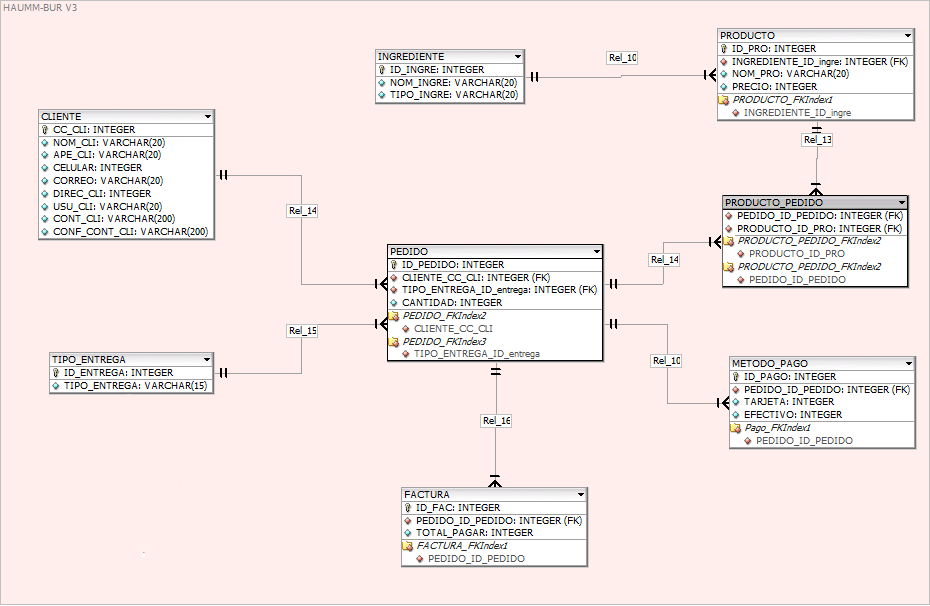 HAUMM-BUR V3
INGREDIENTE
ID_INGRE: INTEGER
NOM_INGRE: VARCHAR(20)
TIPO_INGRE: VARCHAR(20)
Rel_10
PRODUCTO
ID_PRO: INTEGER
INGREDIENTE_ID_ingre: INTEGER (FK)
NOM_PRO: VARCHAR(20)
PRECIO: INTEGER
PRODUCTO_FKIndex1
INGREDIENTE_ID_ingre
Rel_13
CLIENTE
CC_CLI: INTEGER
NOM_CLI: VARCHAR(20)
APE_CLI: VARCHAR(20)
CELULAR: INTEGER
CORREO: VARCHAR(20)
DIREC_CLI: INTEGER
USU_CLI: VARCHAR(20)
CONT_CLI: VARCHAR(200)
CONF_CONT_CLI: VARCHAR(200)
Rel_14
PRODUCTO_PEDIDO
PEDIDO_ID_PEDIDO: INTEGER (FK)
PRODUCTO_ID_PRO: INTEGER (FK)
PRODUCTO_PEDIDO_FKIndex2
PRODUCTO_ID_PRO
PRODUCTO_PEDIDO_FKIndex2
PEDIDO_ID_PEDIDO
Rel_14
PEDIDO
ID_PEDIDO: INTEGER
CLIENTE_CC_CLI: INTEGER (FK)
TIPO_ENTREGA_ID_entrega: INTEGER (FK)
CANTIDAD: INTEGER
PEDIDO_FKIndex2
CLIENTE_CC_CLI
PEDIDO_FKIndex3
TIPO_ENTREGA_ID_entrega
Rel_15
TIPO_ENTREGA
ID_ENTREGA: INTEGER
TIPO_ENTREGA: VARCHAR(15)
Rel_10
METODO_PAGO
ID_PAGO: INTEGER
PEDIDO_ID_PEDIDO: INTEGER (FK)
TARJETA: INTEGER
EFECTIVO: INTEGER
Pago_FKIndex1
PEDIDO_ID_PEDIDO
Rel_16
FACTURA
ID_FAC: INTEGER
PEDIDO_ID_PEDIDO: INTEGER (FK)
TOTAL_PAGAR: INTEGER
FACTURA_FKIndex1
PEDIDO_ID_PEDIDO